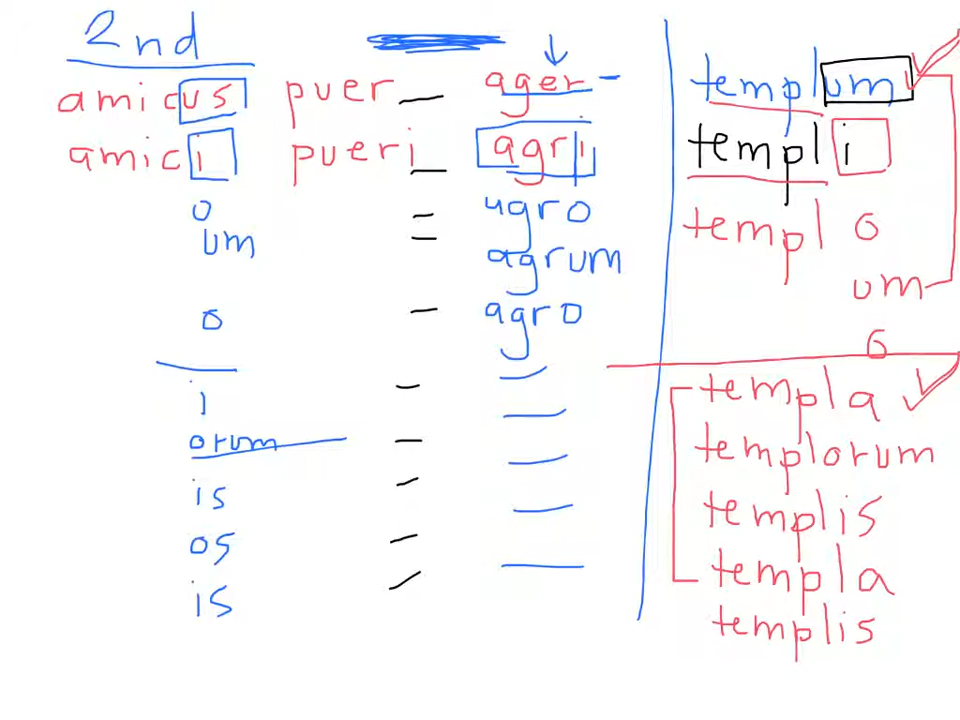 2nd
amicus puer ager templum
amici pueri agri templi
o agro templ o
um agrum um
o agro o
i templa
orum templorum
is templis
os templa
is templis